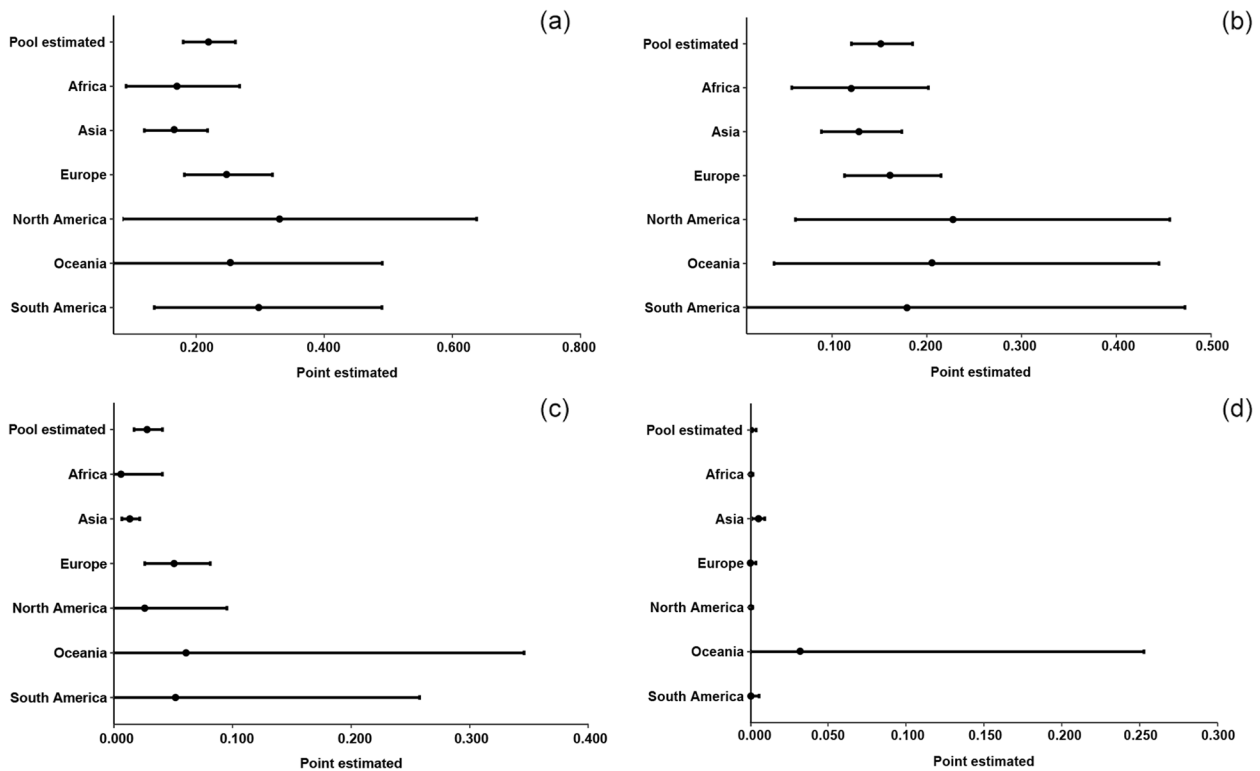 (a)
Pool estimated
Africa
Asia
Europe
North America
Oceania
South America
0.200 0.400 0.600 0.800
Point estimated
(b)
Pool estimated
Africa
Asia
Europe
North America
Oceania
South America
0.100 0.200 0.300 0.400 0.500
Point estimated
(c)
Pool estimated
Africa
Asia
Europe
North America
Oceania
South America
0.000 0.100 0.200 0.300 0.400
Point estimated
(d)
Pool estimated
Africa
Asia
Europe
North America
Oceania
South America
0.000 0.050 0.100 0.150 0.200 0.250 0.300
Point estimated